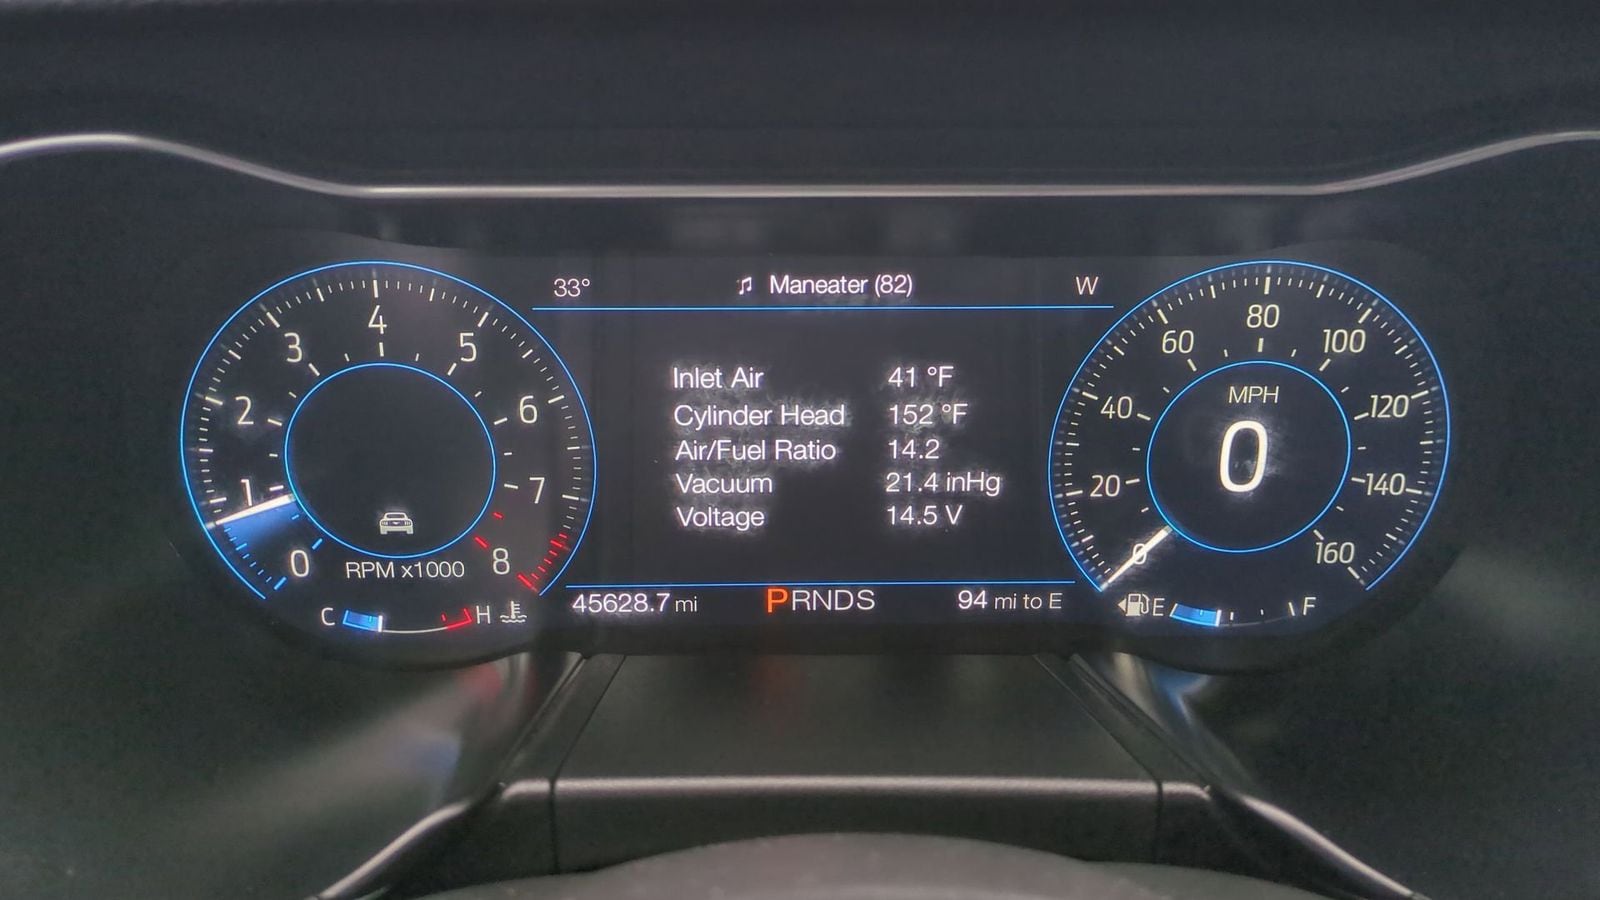 33° Maneater (82) W
0 1 2 3 4 5 6 7 8
RPM x1000
C H
Inlet Air 41 °F
Cylinder Head 152 °F
Air/Fuel Ratio 14.2
Vacuum 21.4 inHg
Voltage 14.5 V
45628.7 mi PRNDS 94 mi to E
0 20 40 60 80 100 120 140 160
MPH
0
E F